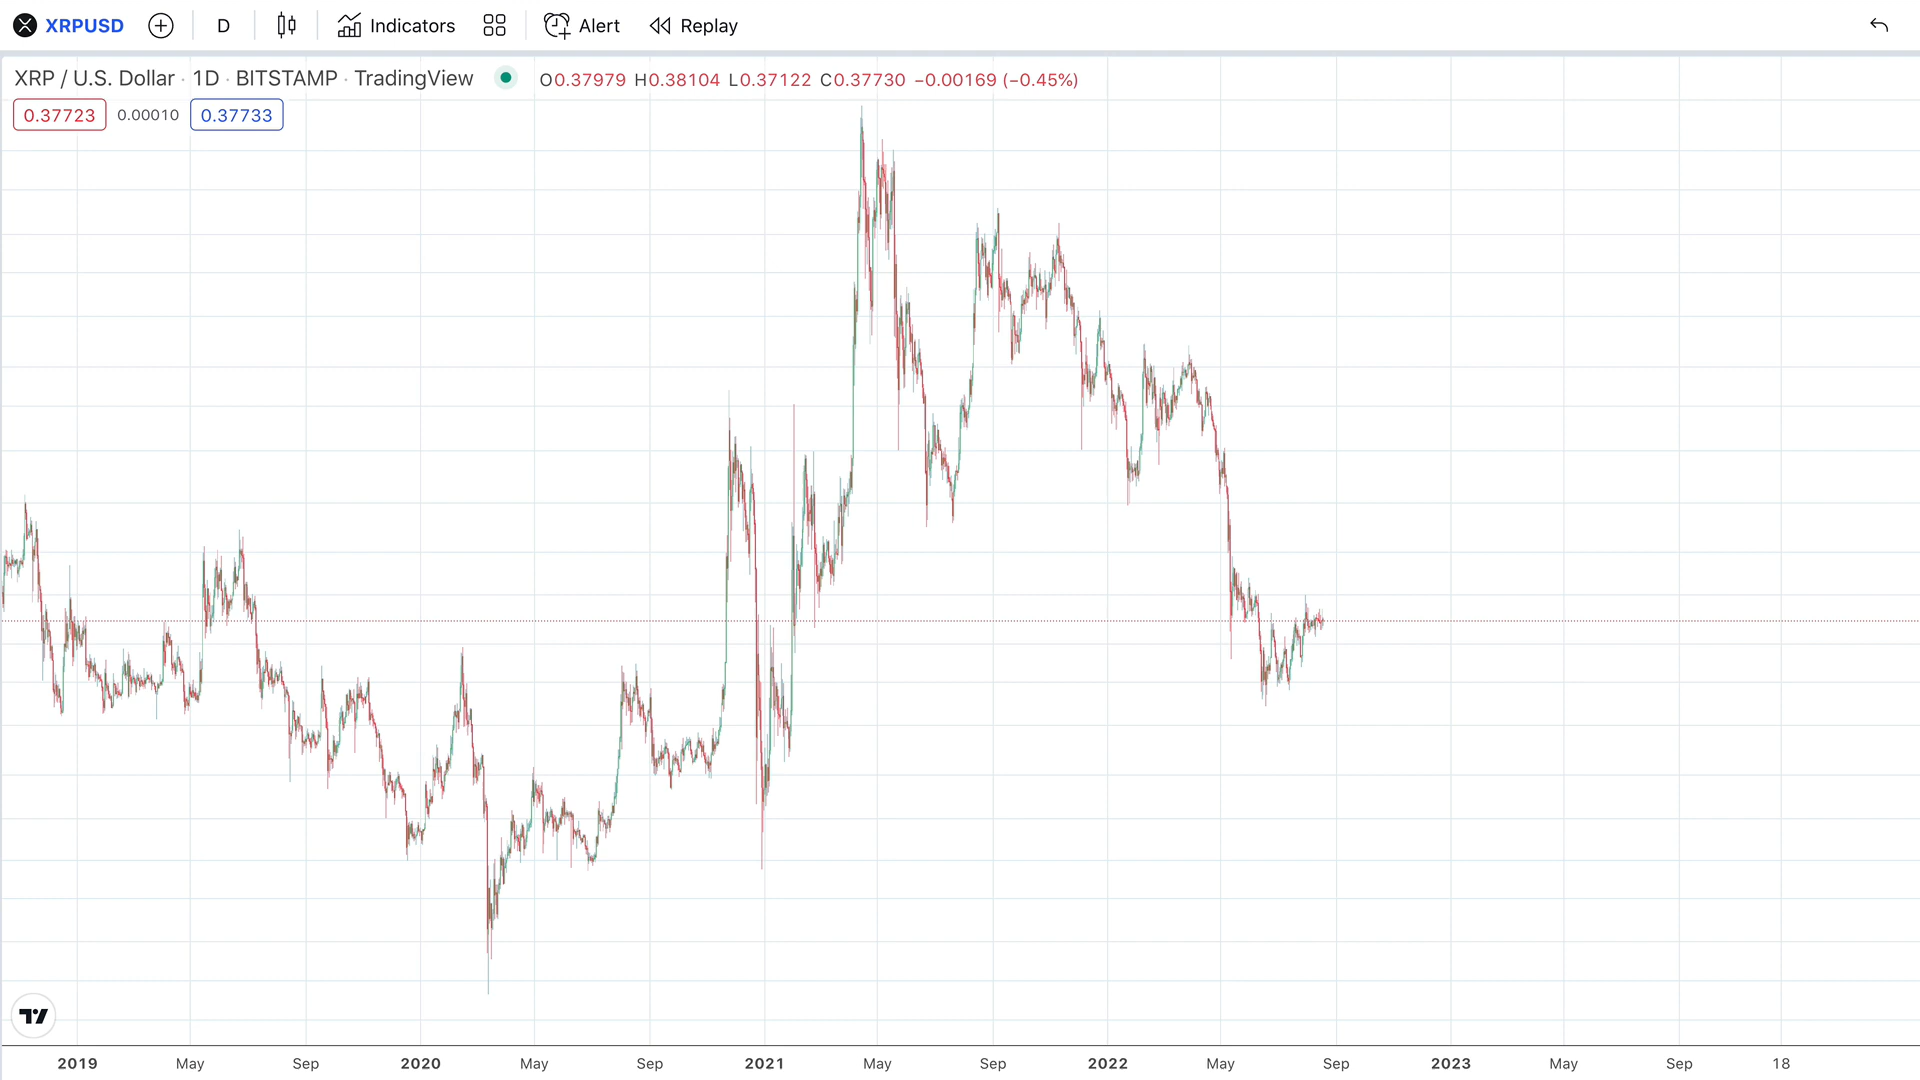 XRPUSD D Indicators Alert Replay
XRP / U.S. Dollar · 1D · BITSTAMP · TradingView O0.37979 H0.38104 L0.37122 C0.37730 −0.00169 (−0.45%)
0.37723 0.00010 0.37733
2019 May Sep 2020 May Sep 2021 May Sep 2022 May Sep 2023 May Sep 18